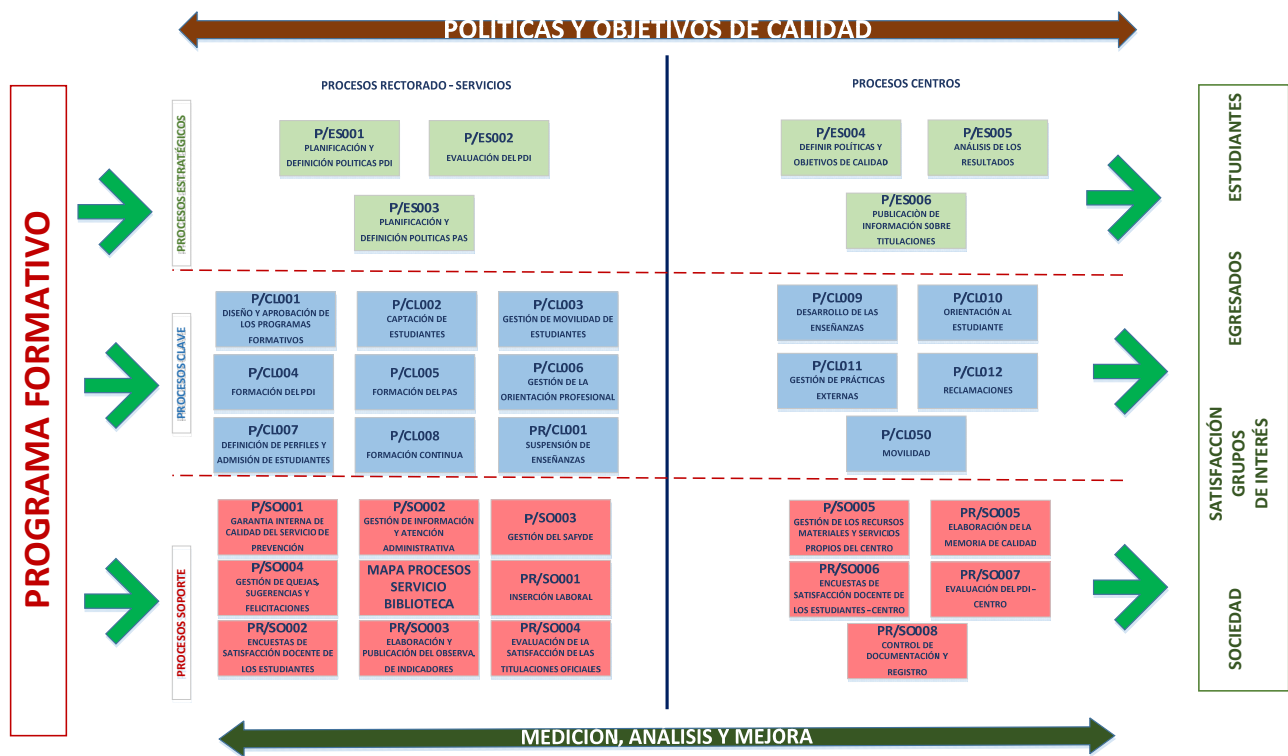 POLITICAS Y OBJETIVOS DE CALIDAD
PROGRAMA FORMATIVO
PROCESOS RECTORADO – SERVICIOS
PROCESOS CENTROS
PROCESOS ESTRATÉGICOS
P/ES001
PLANIFICACIÓN Y
DEFINICIÓN POLITICAS PDI
P/ES002
EVALUACIÓN DEL PDI
P/ES003
PLANIFICACIÓN Y
DEFINICIÓN POLITICAS PAS
P/ES004
DEFINIR POLÍTICAS Y
OBJETIVOS DE CALIDAD
P/ES005
ANÁLISIS DE LOS
RESULTADOS
P/ES006
PUBLICACIÒN DE
INFORMACIÓN SOBRE
TITULACIONES
PROCESOS CLAVE
P/CL001
DISEÑO Y APROBACIÓN DE
LOS PROGRAMAS
FORMATIVOS
P/CL002
CAPTACIÓN DE
ESTUDIANTES
P/CL003
GESTIÓN DE MOVILIDAD DE
ESTUDIANTES
P/CL004
FORMACIÓN DEL PDI
P/CL005
FORMACIÓN DEL PAS
P/CL006
GESTIÓN DE LA
ORIENTACIÓN PROFESIONAL
P/CL007
DEFINICIÓN DE PERFILES Y
ADMISIÓN DE ESTUDIANTES
P/CL008
FORMACIÓN CONTINUA
PR/CL001
SUSPENSIÓN DE
ENSEÑANZAS
P/CL009
DESARROLLO DE LAS
ENSEÑANZAS
P/CL010
ORIENTACIÓN AL
ESTUDIANTE
P/CL011
GESTIÓN DE PRÁCTICAS
EXTERNAS
P/CL012
RECLAMACIONES
P/CL050
MOVILIDAD
PROCESOS SOPORTE
P/SO001
GARANTIA INTERNA DE
CALIDAD DEL SERVICIO DE
PREVENCIÓN
P/SO002
GESTIÓN DE INFORMACIÓN
Y ATENCIÓN
ADMINISTRATIVA
P/SO003
GESTIÓN DEL SAFYDE
P/SO004
GESTIÓN DE QUEJAS,
SUGERENCIAS Y
FELICITACIONES
MAPA PROCESOS
SERVICIO
BIBLIOTECA
PR/SO001
INSERCIÓN LABORAL
PR/SO002
ENCUESTAS DE
SATISFACCIÓN DOCENTE DE
LOS ESTUDIANTES
PR/SO003
ELABORACIÓN Y
PUBLICACIÓN DEL OBSERVA,
DE INDICADORES
PR/SO004
EVALUACIÓN DE LA
SATISFACCIÓN DE LAS
TITULACIONES OFICIALES
P/SO005
GESTIÓN DE LOS RECURSOS
MATERIALES Y SERVICIOS
PROPIOS DEL CENTRO
PR/SO005
ELABORACIÓN DE LA
MEMORIA DE CALIDAD
PR/SO006
ENCUESTAS DE
SATISFACCIÓN DOCENTE DE
LOS ESTUDIANTES – CENTRO
PR/SO007
EVALUACIÓN DEL PDI –
CENTRO
PR/SO008
CONTROL DE
DOCUMENTACIÓN Y
REGISTRO
ESTUDIANTES
EGRESADOS
SATISFACCIÓN
GRUPOS
DE INTERÉS
SOCIEDAD
MEDICION, ANALISIS Y MEJORA